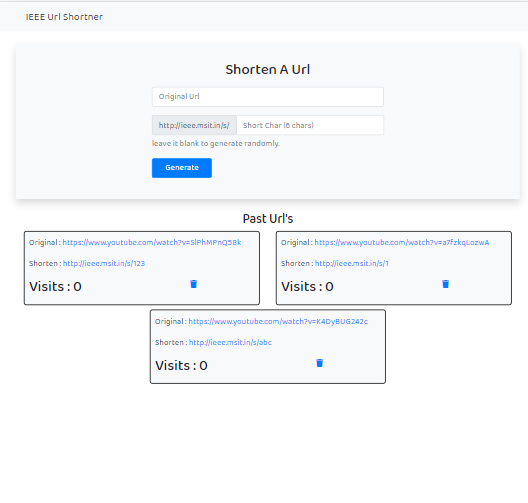 IEEE Url Shortner
Shorten A Url
Original Url
http://ieee.msit.in/s/ Short Char (6 chars)
leave it blank to generate randomly.
Generate
Past Url's
Original : https://www.youtube.com/watch?v=SlPhMPnQ58k
Shorten : http://ieee.msit.in/s/123
Visits : 0
Original : https://www.youtube.com/watch?v=a7fzkqLozwA
Shorten : http://ieee.msit.in/s/1
Visits : 0
Original : https://www.youtube.com/watch?v=K4DyBUG242c
Shorten : http://ieee.msit.in/s/abc
Visits : 0